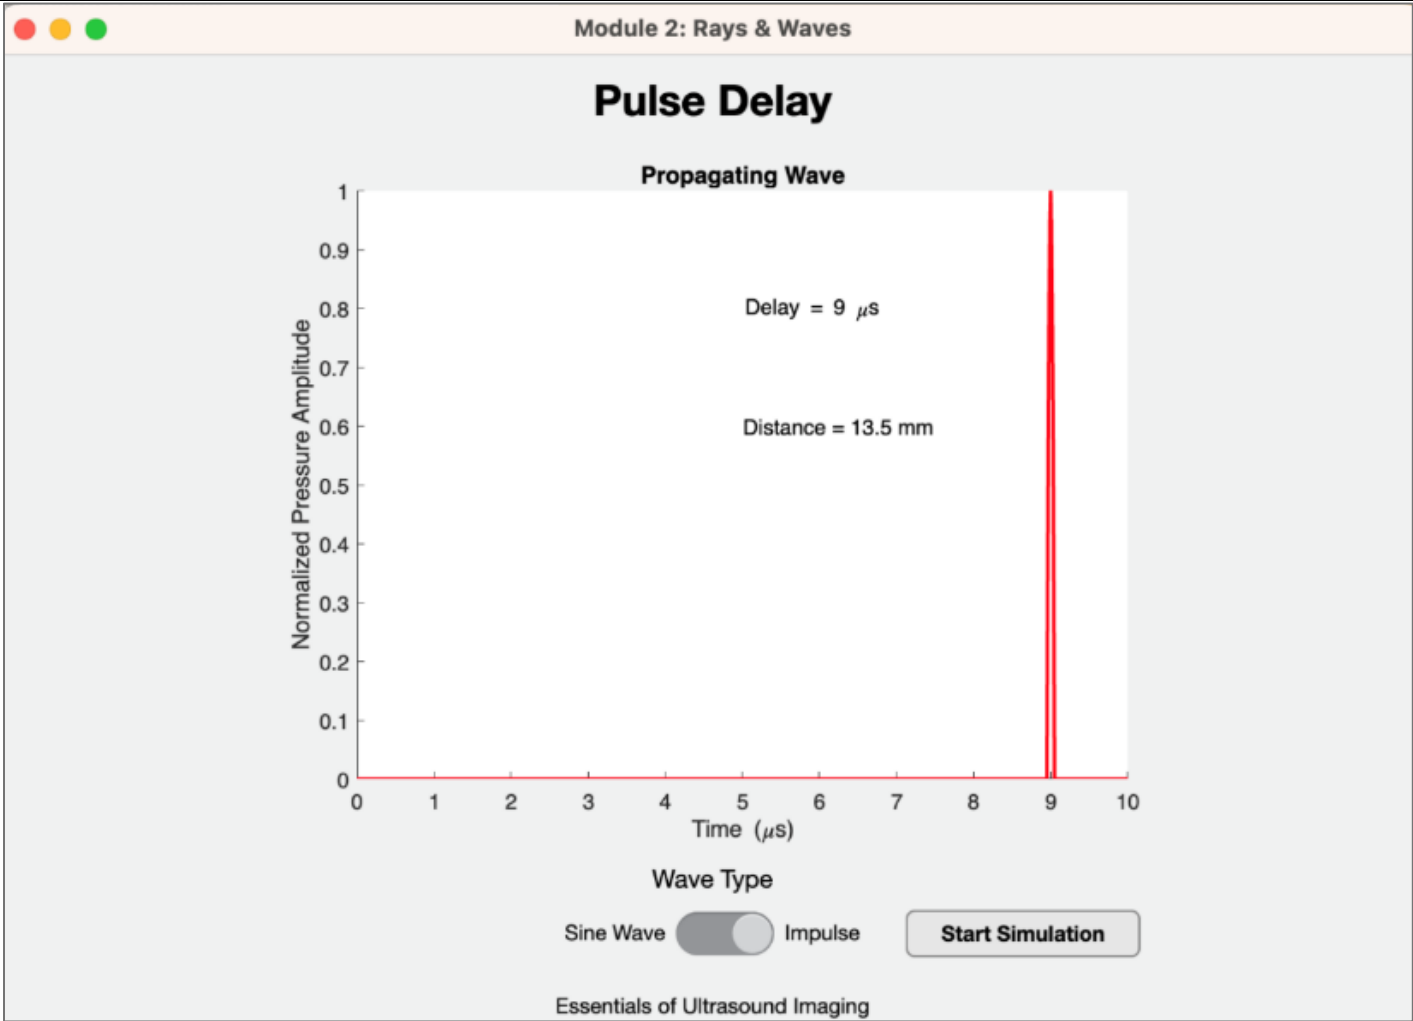 Module 2: Rays & Waves
Pulse Delay
Propagating Wave
1
0.9
0.8
0.7
0.6
0.5
0.4
0.3
0.2
0.1
0
Normalized Pressure Amplitude
Delay = 9 μs
Distance = 13.5 mm
0 1 2 3 4 5 6 7 8 9 10
Time (μs)
Wave Type
Sine Wave Impulse Start Simulation
Essentials of Ultrasound Imaging